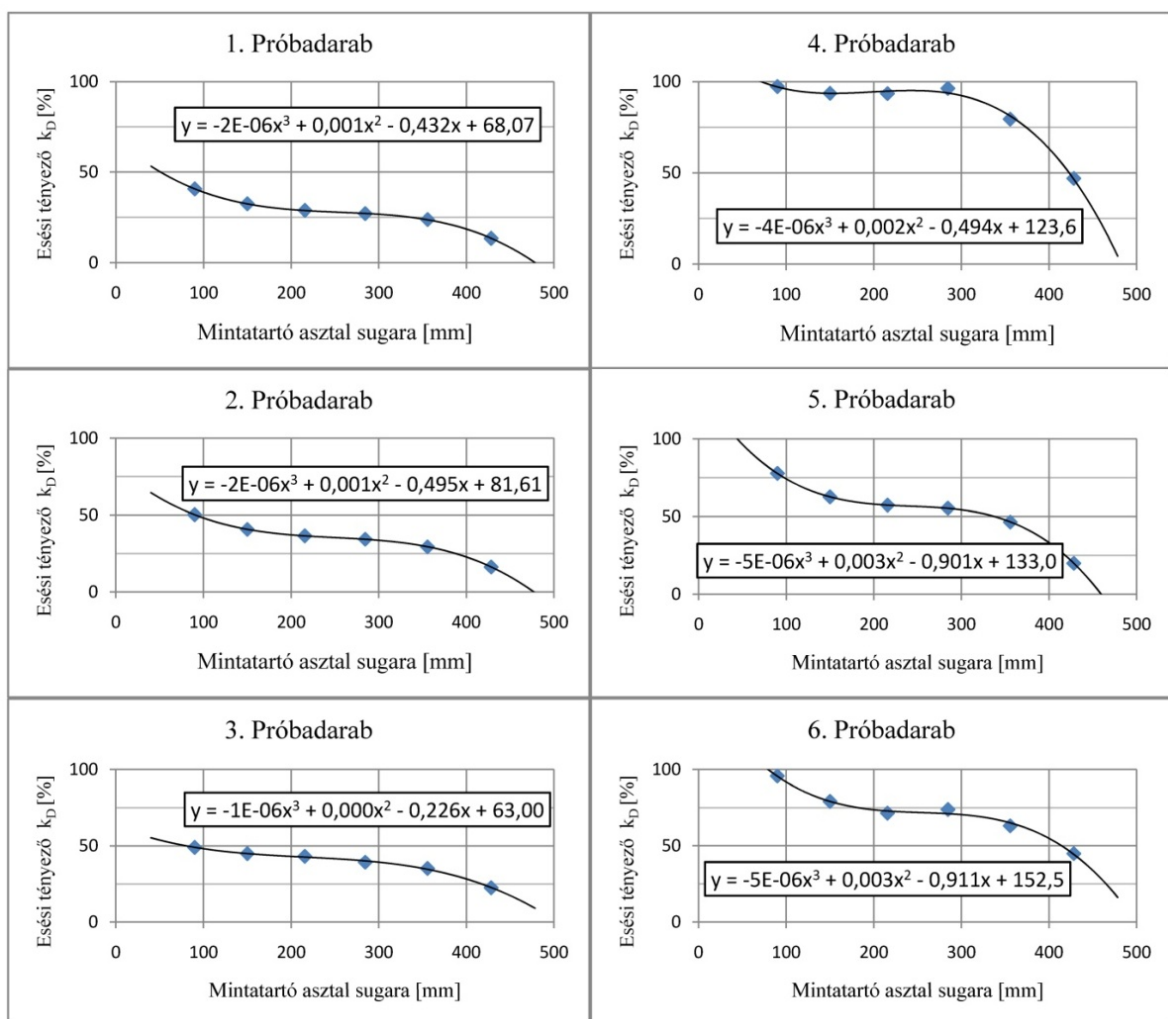 1. Próbadarab
Esési tényező k_D [%]
100
50
0
y = -2E-06x³ + 0,001x² - 0,432x + 68,07
0 100 200 300 400 500
Mintatartó asztal sugara [mm]
4. Próbadarab
Esési tényező k_D [%]
100
50
0
y = -4E-06x³ + 0,002x² - 0,494x + 123,6
0 100 200 300 400 500
Mintatartó asztal sugara [mm]
2. Próbadarab
Esési tényező k_D [%]
100
50
0
y = -2E-06x³ + 0,001x² - 0,495x + 81,61
0 100 200 300 400 500
Mintatartó asztal sugara [mm]
5. Próbadarab
Esési tényező k_D [%]
100
50
0
y = -5E-06x³ + 0,003x² - 0,901x + 133,0
0 100 200 300 400 500
Mintatartó asztal sugara [mm]
3. Próbadarab
Esési tényező k_D [%]
100
50
0
y = -1E-06x³ + 0,000x² - 0,226x + 63,00
0 100 200 300 400 500
Mintatartó asztal sugara [mm]
6. Próbadarab
Esési tényező k_D [%]
100
50
0
y = -5E-06x³ + 0,003x² - 0,911x + 152,5
0 100 200 300 400 500
Mintatartó asztal sugara [mm]